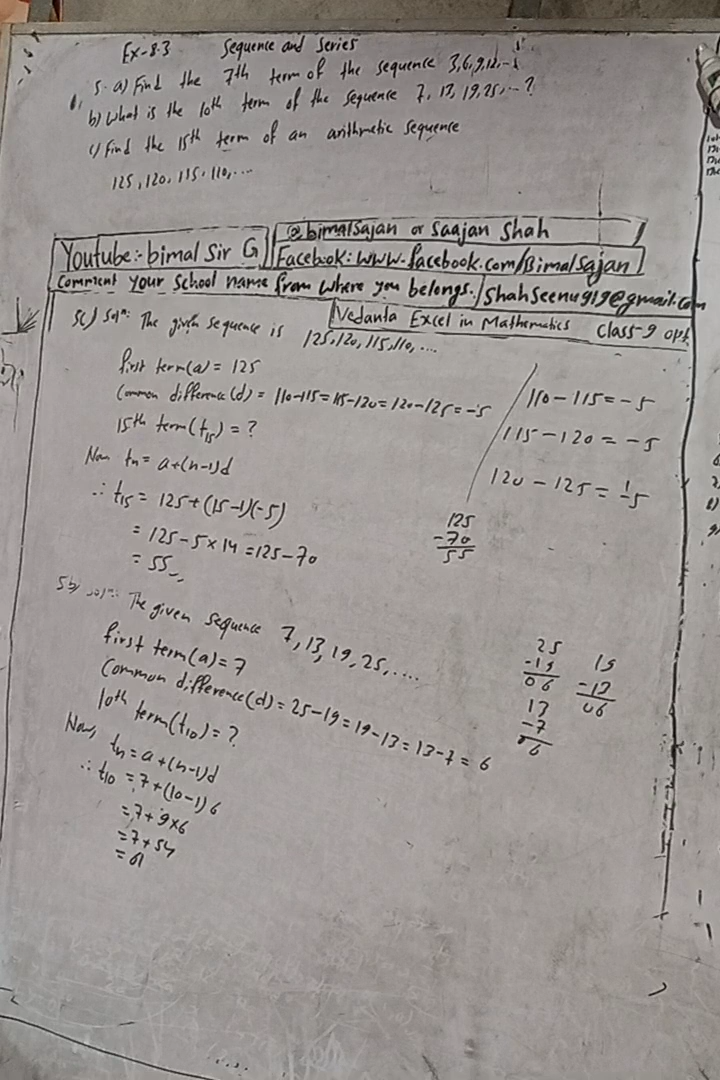 Ex-8.3 Sequence and Series
5. a) Find the 7th term of the sequence 3,6,9,12,...
b) What is the 10th term of the sequence 7, 13, 19, 25, ... ?
c) Find the 15th term of an arithmetic sequence
125, 120, 115, 110, ...
@bimalsajan or Saajan Shah
Youtube:- bimal Sir G
Facebook: www.facebook.com/Bimalsajan
Comment your School name from where you belongs. / Shahseenu919@gmail.com
Vedanta Excel in Mathematics Class-9 opt.
5c) Solⁿ: The given sequence is 125, 120, 115, 110, ...
first term (a) = 125
Common difference (d) = 110-115 = 115-120 = 120-125 = -5
15th term (t₁₅) = ?
Now tn = a+(n-1)d
∴ t₁₅ = 125+(15-1)(-5)
= 125-5×14 = 125-70
= 55
110-115 = -5
115-120 = -5
120-125 = -5
125
-70
55
5b) Solⁿ: The given sequence 7, 13, 19, 25, ....
first term (a) = 7
Common difference (d) = 25-19 = 19-13 = 13-7 = 6
10th term (t₁₀) = ?
Now, tn = a+(n-1)d
∴ t₁₀ = 7+(10-1)6
= 7+9×6
= 7+54
= 61
25
-19
06
19
-13
06
13
-7
6